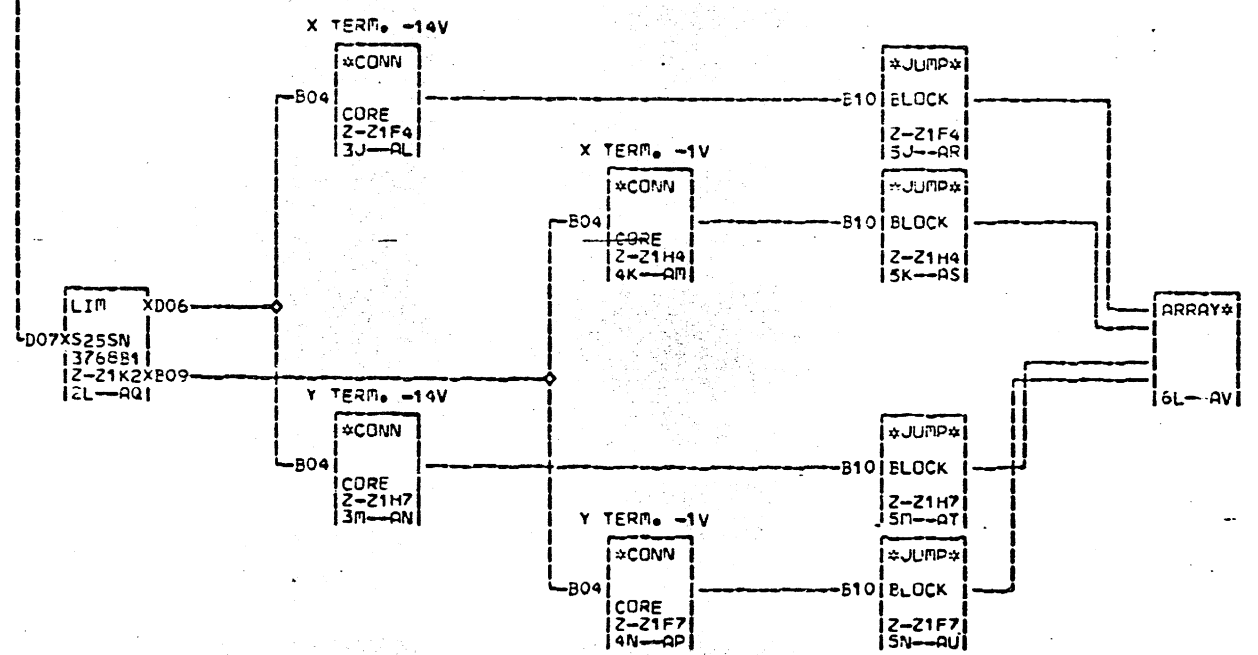 X TERM. -14V
*CONN
B04
CORE
Z-Z1F4
3J--AL
B10
*JUMP*
BLOCK
Z-Z1F4
5J--AR
X TERM. -1V
*CONN
B04
CORE
Z-Z1H4
4K--AM
B10
*JUMP*
BLOCK
Z-Z1H4
5K--AS
LIM XD06
D07XS25SN
3768B1
Z-Z1K2XB09
2L--AQ
ARRAY*
6L--AV
Y TERM. -14V
*CONN
B04
CORE
Z-Z1H7
3M--AN
B10
*JUMP*
BLOCK
Z-Z1H7
5M--AT
Y TERM. -1V
*CONN
B04
CORE
Z-Z1F7
4N--AP
B10
*JUMP*
BLOCK
Z-Z1F7
5N--AU